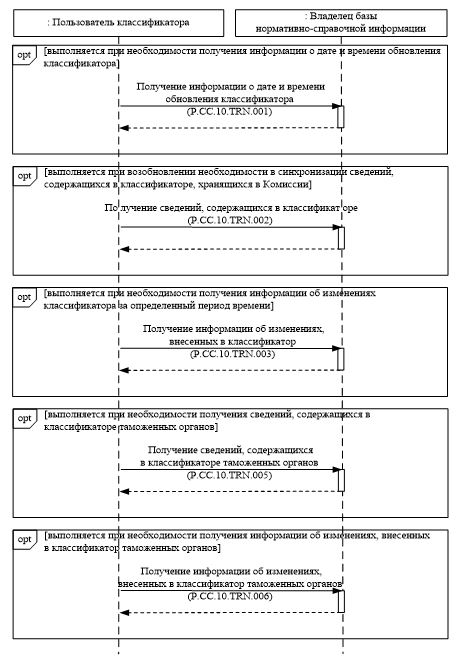 : Пользователь классификатора
: Владелец базы
нормативно-справочной информации
opt
[выполняется при необходимости получения информации о дате и времени обновления
классификатора]
Получение информации о дате и времени
обновления классификатора
(P.CC.10.TRN.001)
opt
[выполняется при возобновлении необходимости в синхронизации сведений,
содержащихся в классификаторе, хранящихся в Комиссии]
Получение сведений, содержащихся в классификаторе
(P.CC.10.TRN.002)
opt
[выполняется при необходимости получения информации об изменениях
классификатора за определенный период времени]
Получение информации об изменениях,
внесенных в классификатор
(P.CC.10.TRN.003)
opt
[выполняется при необходимости получения сведений, содержащихся в
классификаторе таможенных органов]
Получение сведений, содержащихся
в классификаторе таможенных органов
(P.CC.10.TRN.005)
opt
[выполняется при необходимости получения информации об изменениях, внесенных
в классификатор таможенных органов]
Получение информации об изменениях,
внесенных в классификатор таможенных органов
(P.CC.10.TRN.006)